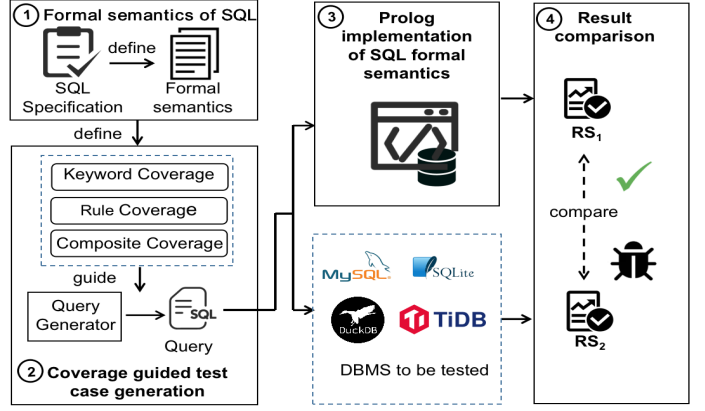 1 Formal semantics of SQL
define
SQL
Specification
Formal
semantics
define
Keyword Coverage
Rule Coverage
Composite Coverage
guide
Query
Generator
SQL
Query
2 Coverage guided test
case generation
3 Prolog
implementation
of SQL formal
semantics
MySQL
SQLite
DuckDB
TiDB
DBMS to be tested
4 Result
comparison
RS1
compare
RS2